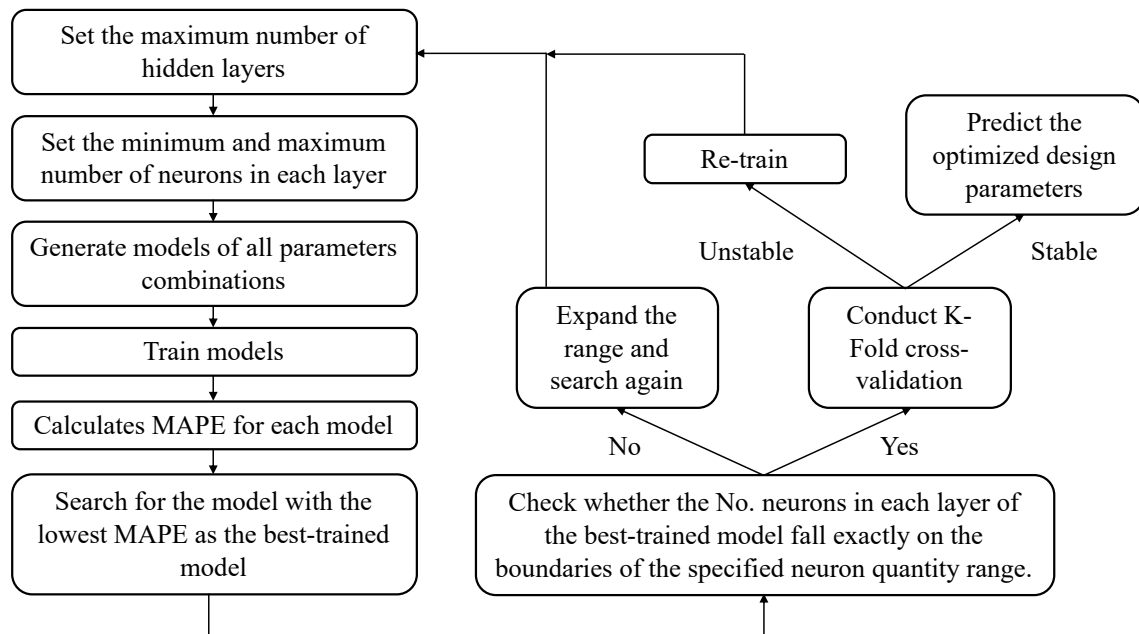 Set the maximum number of
hidden layers
Set the minimum and maximum
number of neurons in each layer
Generate models of all parameters
combinations
Train models
Calculates MAPE for each model
Search for the model with the
lowest MAPE as the best-trained
model
Check whether the No. neurons in each layer of
the best-trained model fall exactly on the
boundaries of the specified neuron quantity range.
No
Yes
Expand the
range and
search again
Conduct K-
Fold cross-
validation
Unstable
Stable
Re-train
Predict the
optimized design
parameters